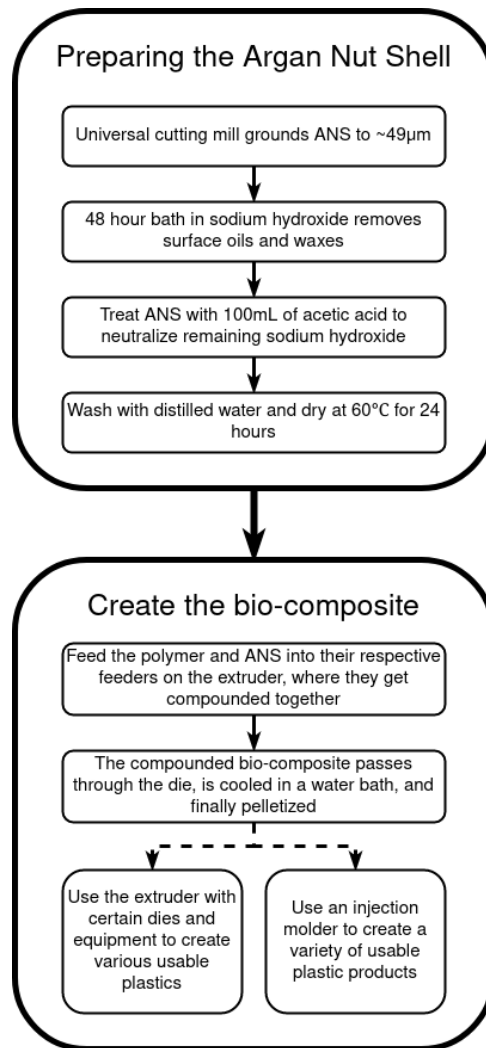 Preparing the Argan Nut Shell
Universal cutting mill grounds ANS to ~49µm
48 hour bath in sodium hydroxide removes
surface oils and waxes
Treat ANS with 100mL of acetic acid to
neutralize remaining sodium hydroxide
Wash with distilled water and dry at 60℃ for 24
hours
Create the bio-composite
Feed the polymer and ANS into their respective
feeders on the extruder, where they get
compounded together
The compounded bio-composite passes
through the die, is cooled in a water bath, and
finally pelletized
Use the extruder with
certain dies and
equipment to create
various usable
plastics
Use an injection
molder to create a
variety of usable
plastic products